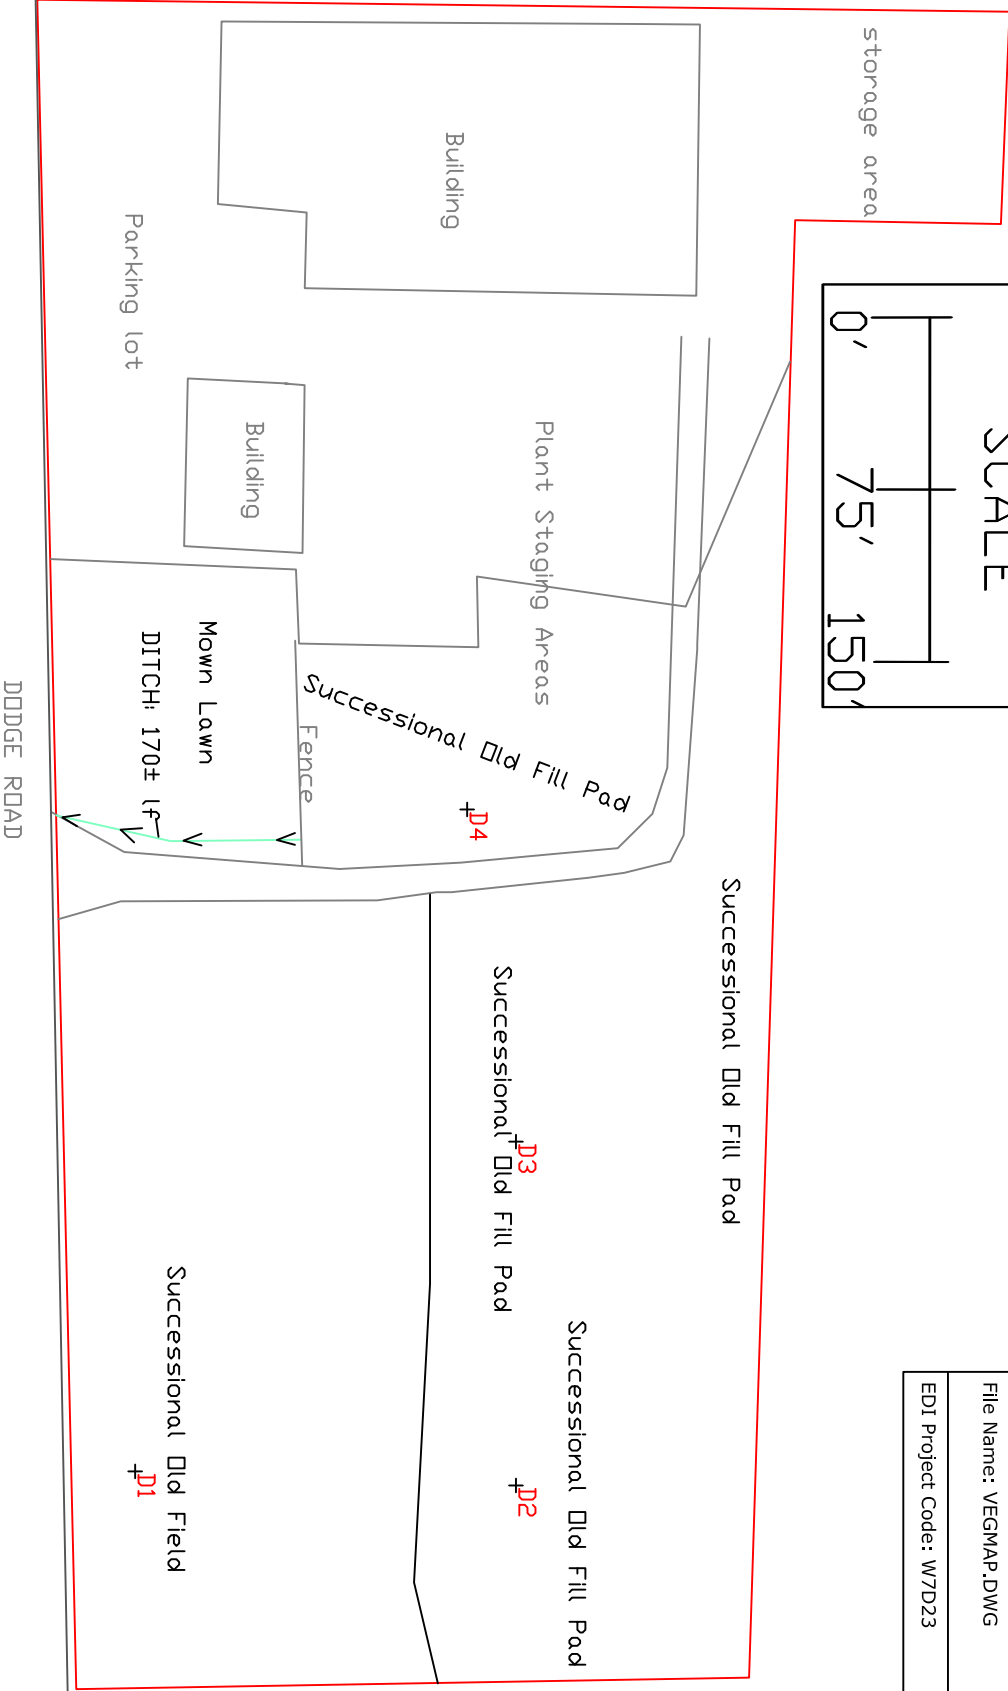 storage area
Building
Parking lot
SCALE
0' 75' 150'
Building
Plant Staging Areas
Mown Lawn
DITCH: 170± lf
Fence
Successional Old Fill Pad
D4
DODGE ROAD
Successional Old Fill Pad
Successional Old Fill Pad
D3
Successional Old Fill Pad
D2
Successional Old Field
D1
File Name: VEGMAP.DWG
EDI Project Code: W7D23